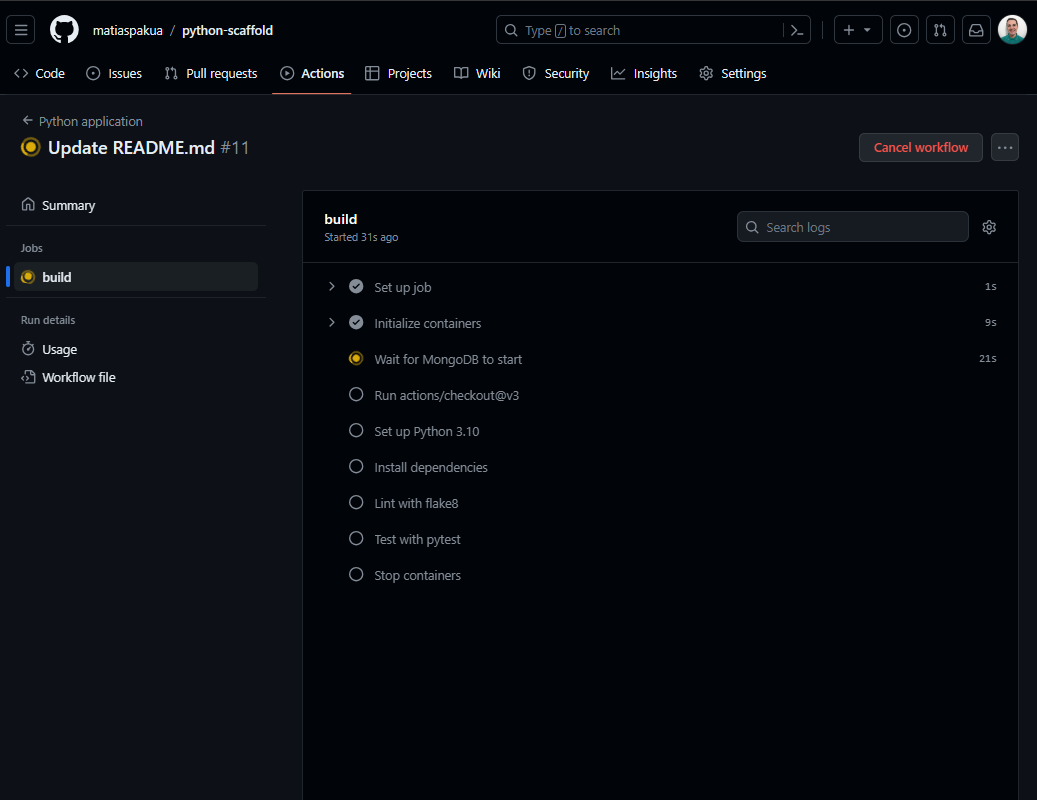 matiaspakua / python-scaffold
Type / to search
Code
Issues
Pull requests
Actions
Projects
Wiki
Security
Insights
Settings
Python application
Update README.md #11
Cancel workflow
Summary
Jobs
build
Run details
Usage
Workflow file
build
Started 31s ago
Search logs
Set up job 1s
Initialize containers 9s
Wait for MongoDB to start 21s
Run actions/checkout@v3
Set up Python 3.10
Install dependencies
Lint with flake8
Test with pytest
Stop containers